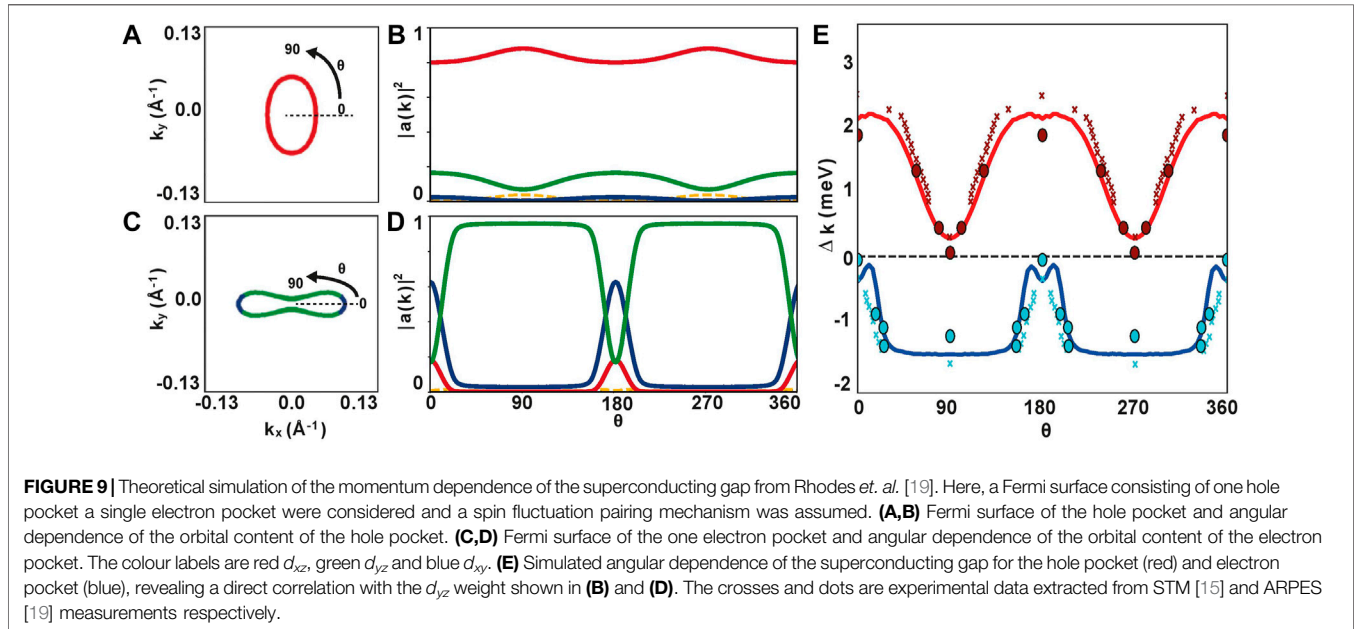 A
0.13
k_y (Å⁻¹)
0.0
-0.13
90
θ
0
B
1
|a(k)|²
0
C
0.13
k_y (Å⁻¹)
0.0
-0.13
90
θ
0
-0.13
0.0
0.13
k_x (Å⁻¹)
D
1
|a(k)|²
0
0
90
180
270
360
θ
E
3
2
1
0
-1
-2
Δ k (meV)
0
90
180
270
360
θ
FIGURE 9 | Theoretical simulation of the momentum dependence of the superconducting gap from Rhodes et. al. [19]. Here, a Fermi surface consisting of one hole
pocket a single electron pocket were considered and a spin fluctuation pairing mechanism was assumed. (A,B) Fermi surface of the hole pocket and angular
dependence of the orbital content of the hole pocket. (C,D) Fermi surface of the one electron pocket and angular dependence of the orbital content of the electron
pocket. The colour labels are red d_xz, green d_yz and blue d_xy. (E) Simulated angular dependence of the superconducting gap for the hole pocket (red) and electron
pocket (blue), revealing a direct correlation with the d_yz weight shown in (B) and (D). The crosses and dots are experimental data extracted from STM [15] and ARPES
[19] measurements respectively.